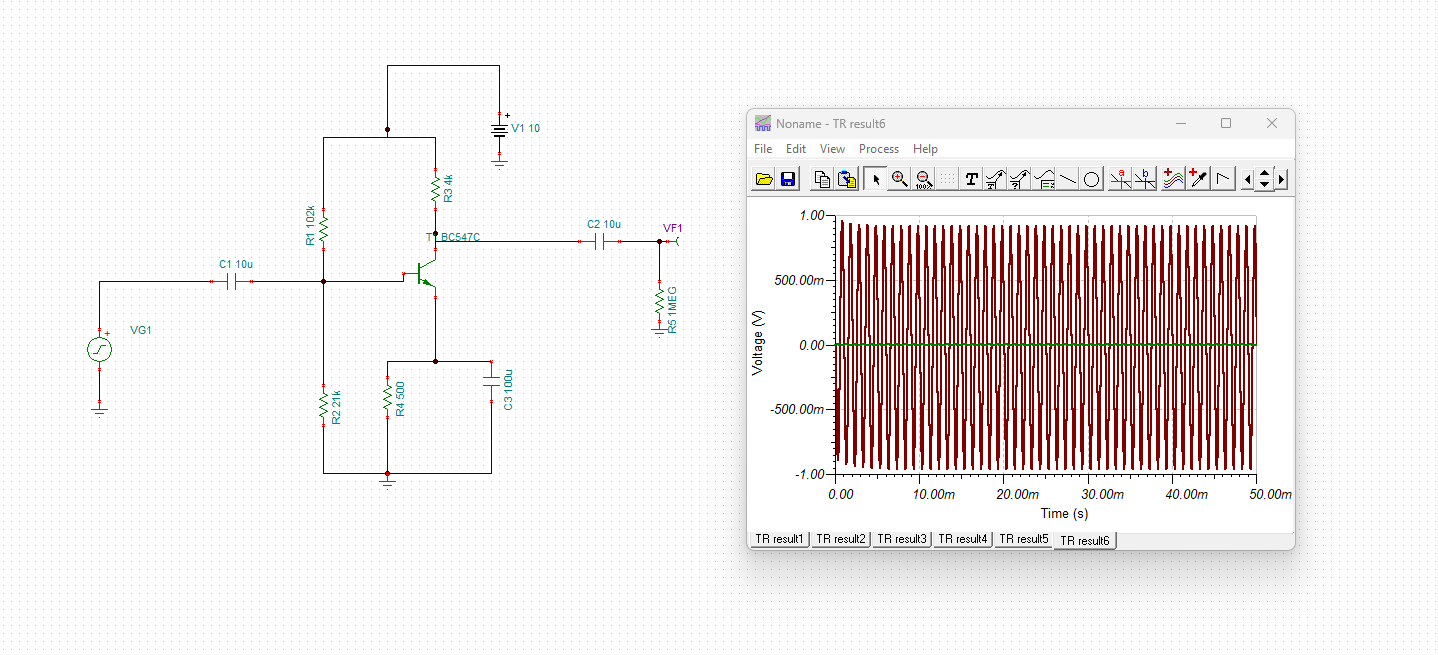 V1 10
R3 4k
R1 102k
C2 10u
VF1
T
BC547C
C1 10u
R5 1MEG
VG1
R2 21k
R4 500
C3 100u
Noname - TR result6
File Edit View Process Help
100%
T
a
b
1.00
500.00m
0.00
-500.00m
-1.00
Voltage (V)
0.00 10.00m 20.00m 30.00m 40.00m 50.00m
Time (s)
TR result1 TR result2 TR result3 TR result4 TR result5 TR result6